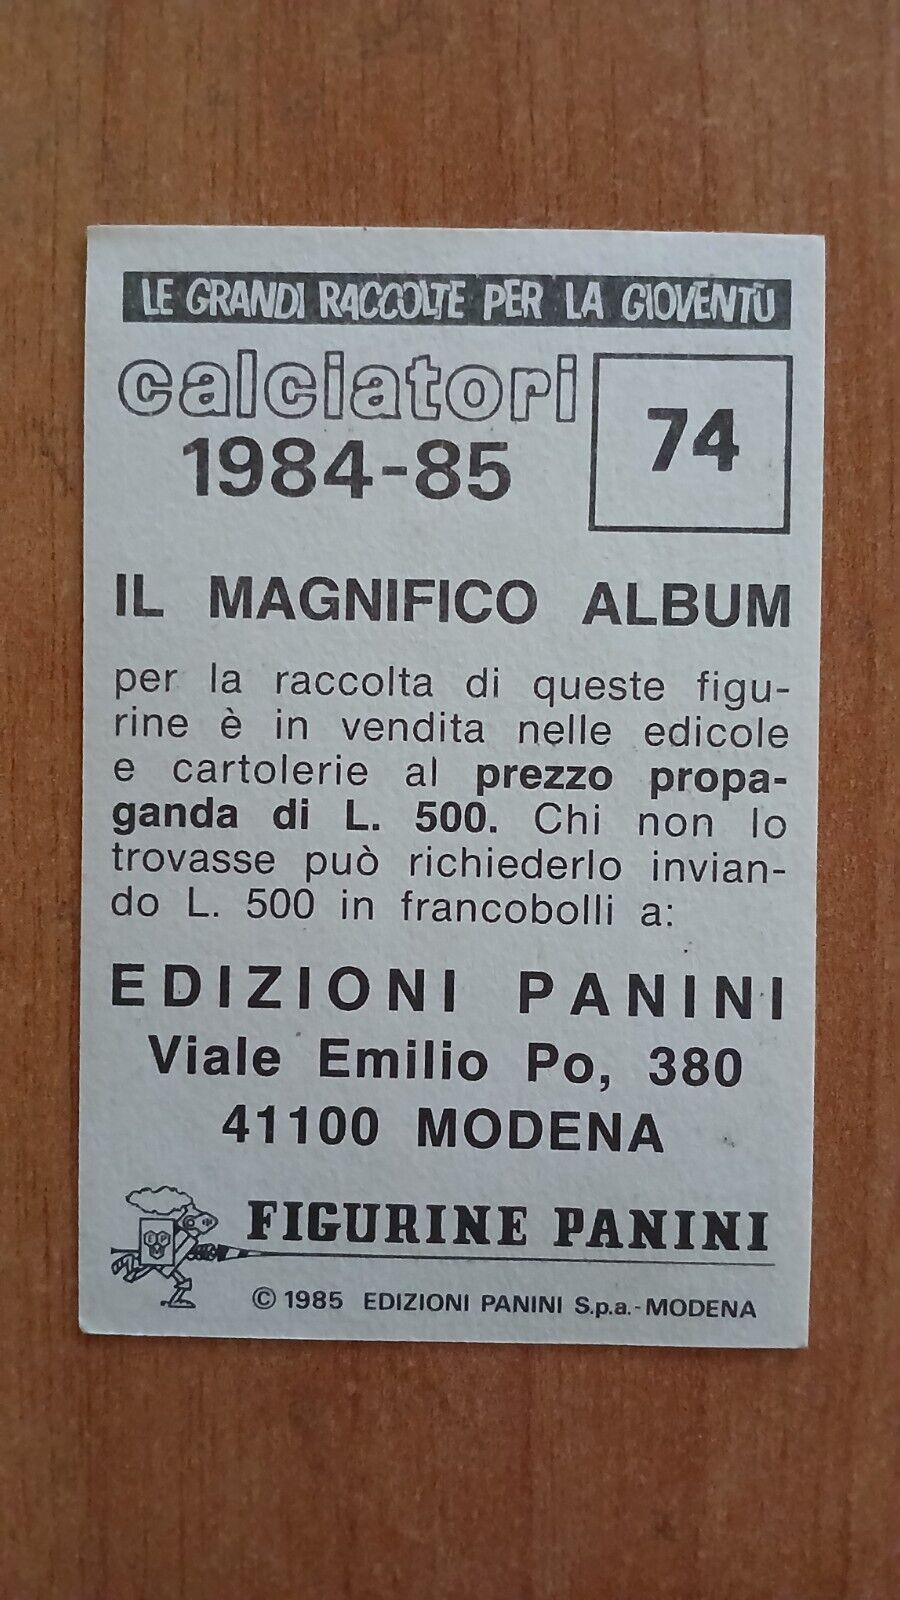 LE GRANDI RACCOLTE PER LA GIOVENTÙ
calciatori
1984-85
74
IL MAGNIFICO ALBUM
per la raccolta di queste figu-
rine è in vendita nelle edicole
e cartolerie al prezzo propa-
ganda di L. 500. Chi non lo
trovasse può richiederlo invian-
do L. 500 in francobolli a:
EDIZIONI PANINI
Viale Emilio Po, 380
41100 MODENA
EP
FIGURINE PANINI
© 1985 EDIZIONI PANINI S.p.a.-MODENA